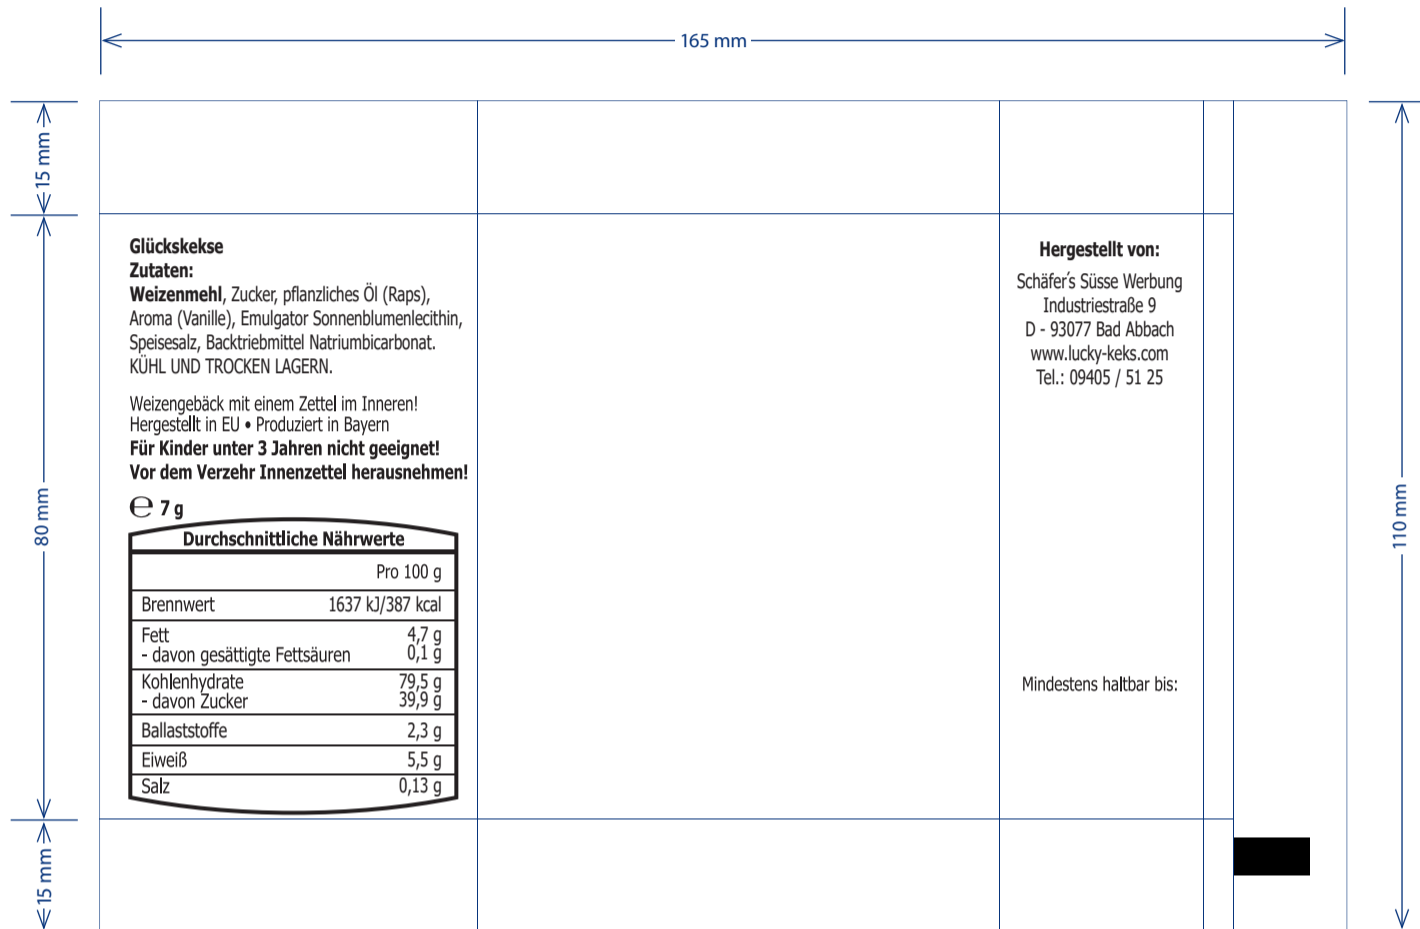 165 mm
15 mm
80 mm
15 mm
110 mm
Glückskekse
Zutaten:
Weizenmehl, Zucker, pflanzliches Öl (Raps),
Aroma (Vanille), Emulgator Sonnenblumenlecithin,
Speisesalz, Backtriebmittel Natriumbicarbonat.
KÜHL UND TROCKEN LAGERN.
Weizengebäck mit einem Zettel im Inneren!
Hergestellt in EU • Produziert in Bayern
Für Kinder unter 3 Jahren nicht geeignet!
Vor dem Verzehr Innenzettel herausnehmen!
℮ 7 g
Durchschnittliche Nährwerte
Pro 100 g
Brennwert 1637 kJ/387 kcal
Fett 4,7 g
- davon gesättigte Fettsäuren 0,1 g
Kohlenhydrate 79,5 g
- davon Zucker 39,9 g
Ballaststoffe 2,3 g
Eiweiß 5,5 g
Salz 0,13 g
Hergestellt von:
Schäfer´s Süsse Werbung
Industriestraße 9
D - 93077 Bad Abbach
www.lucky-keks.com
Tel.: 09405 / 51 25
Mindestens haltbar bis: